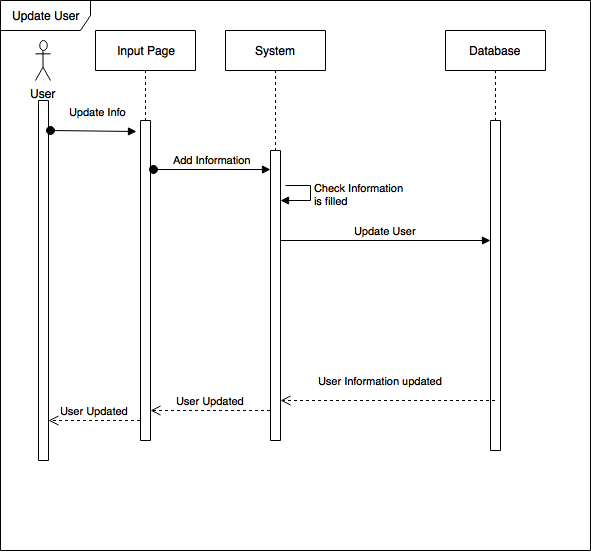 Update User
Input Page
System
Database
User
Update Info
Add Information
Check Information
is filled
Update User
User Information updated
User Updated
User Updated